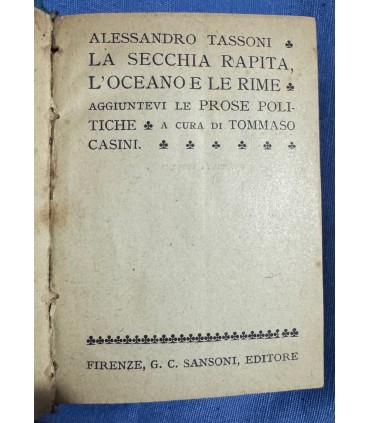 ALESSANDRO TASSONI ♣
LA SECCHIA RAPITA,
L'OCEANO E LE RIME ♣
AGGIUNTEVI LE PROSE POLI-
TICHE ♣ A CURA DI TOMMASO
CASINI. ♣ ♣ ♣ ♣ ♣ ♣
FIRENZE, G. C. SANSONI, EDITORE